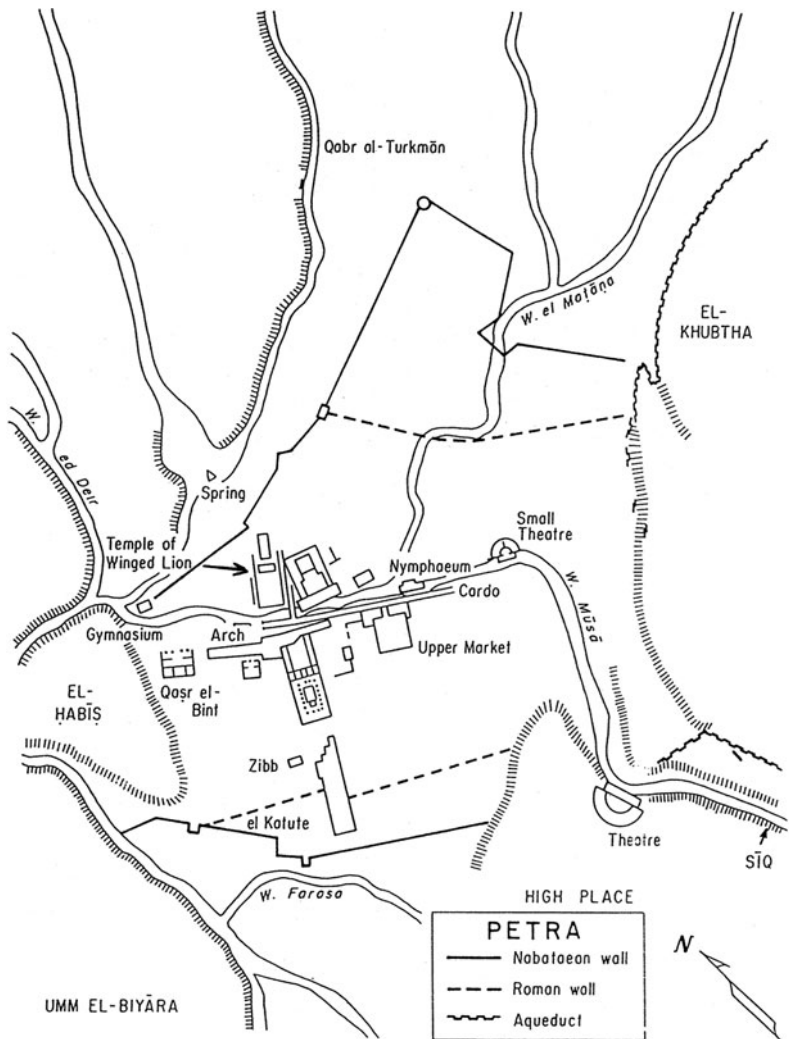 Qabr al-Turkmān
W. el Maṭāḥa
EL-
KHUBTHA
W.
ed Deir
Spring
Temple of
Winged Lion
Small
Theatre
Nymphaeum
Cardo
W. Mūsā
Gymnasium
Arch
Upper Market
Qaṣr el-
Bint
EL-
ḤABĪṢ
Zibb
el Katute
Theatre
SĪQ
W. Farasa
HIGH PLACE
PETRA
Nabataean wall
Roman wall
Aqueduct
N
UMM EL-BIYĀRA